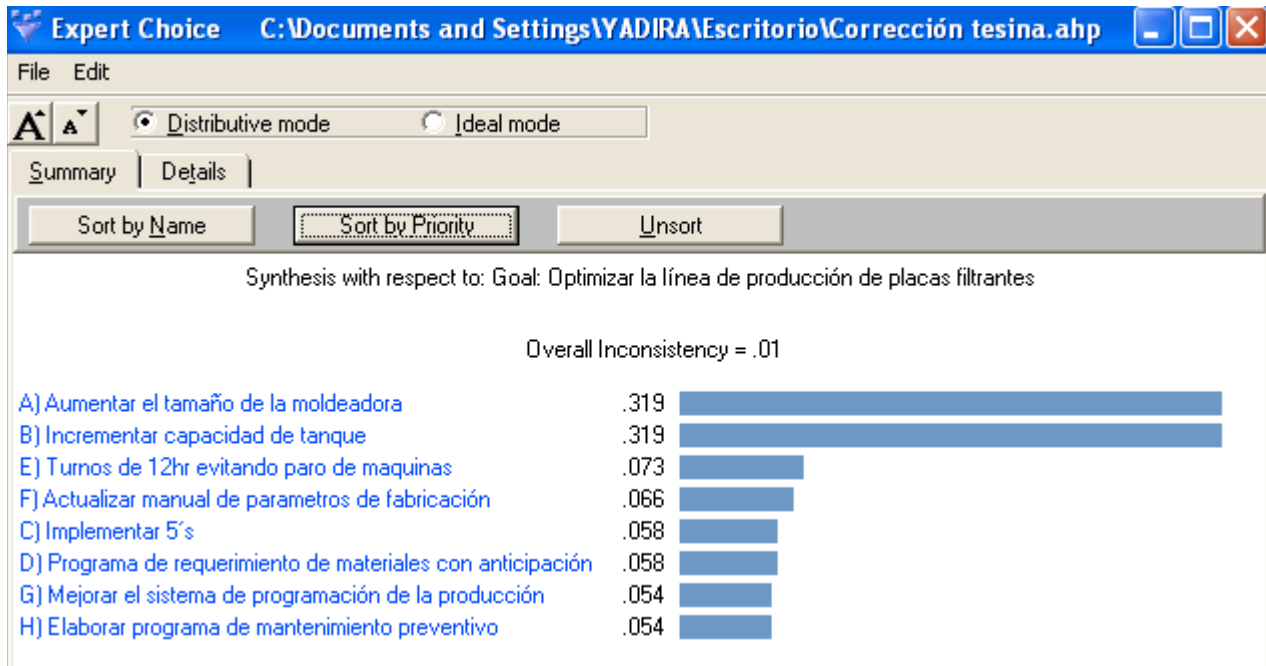 Expert Choice C:\Documents and Settings\YADIRA\Escritorio\Corrección tesina.ahp
File Edit
A A Distributive mode Ideal mode
Summary Details
Sort by Name Sort by Priority Unsort
Synthesis with respect to: Goal: Optimizar la línea de producción de placas filtrantes
Overall Inconsistency = .01
A) Aumentar el tamaño de la moldeadora .319
B) Incrementar capacidad de tanque .319
E) Turnos de 12hr evitando paro de maquinas .073
F) Actualizar manual de parametros de fabricación .066
C) Implementar 5´s .058
D) Programa de requerimiento de materiales con anticipación .058
G) Mejorar el sistema de programación de la producción .054
H) Elaborar programa de mantenimiento preventivo .054